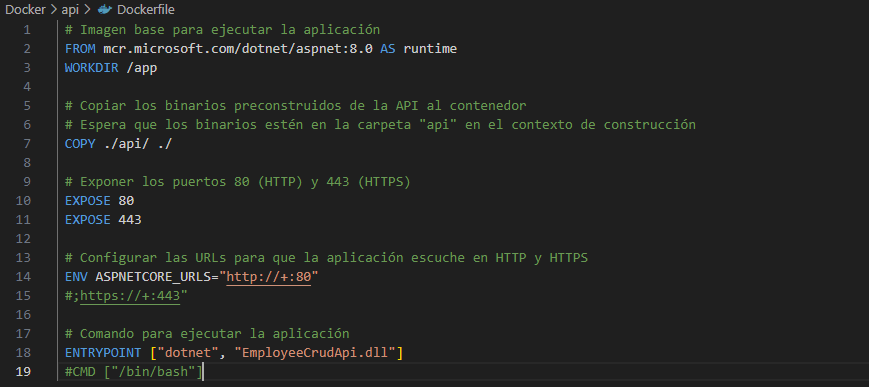 Docker > api > Dockerfile
1 # Imagen base para ejecutar la aplicación
2 FROM mcr.microsoft.com/dotnet/aspnet:8.0 AS runtime
3 WORKDIR /app
4
5 # Copiar los binarios preconstruidos de la API al contenedor
6 # Espera que los binarios estén en la carpeta "api" en el contexto de construcción
7 COPY ./api/ ./
8
9 # Exponer los puertos 80 (HTTP) y 443 (HTTPS)
10 EXPOSE 80
11 EXPOSE 443
12
13 # Configurar las URLs para que la aplicación escuche en HTTP y HTTPS
14 ENV ASPNETCORE_URLS="http://+:80"
15 #;https://+:443"
16
17 # Comando para ejecutar la aplicación
18 ENTRYPOINT ["dotnet", "EmployeeCrudApi.dll"]
19 #CMD ["/bin/bash"]